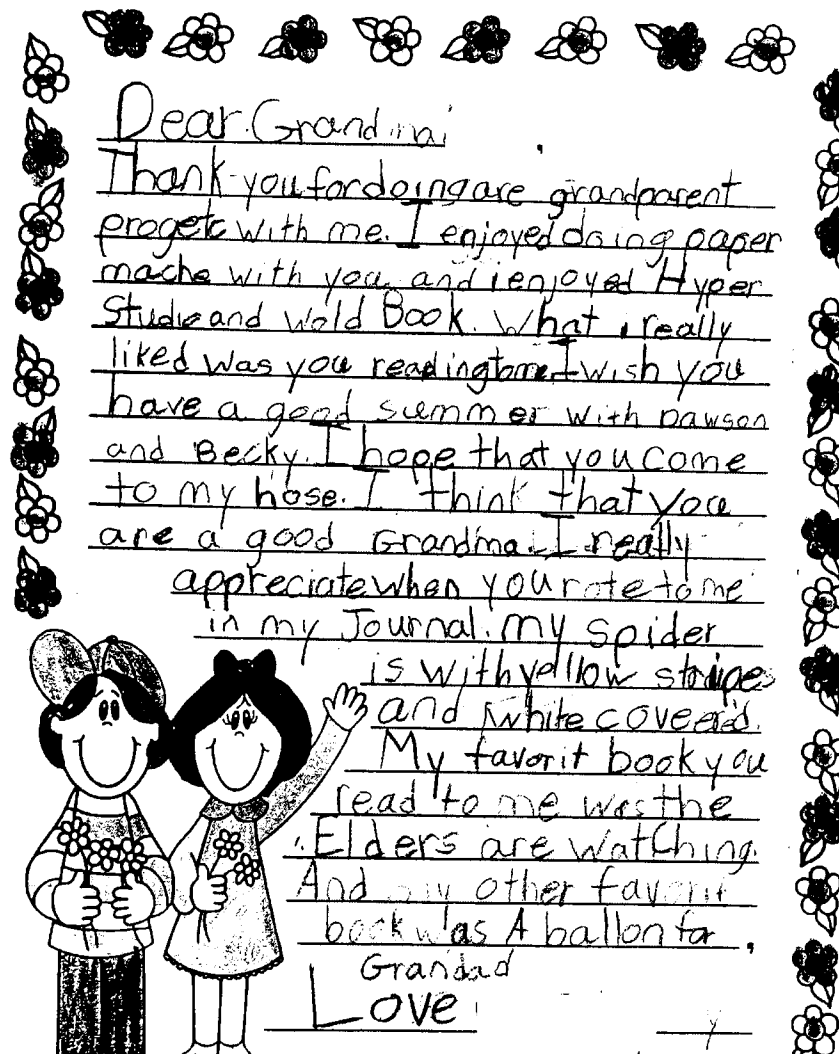 Dear Grandma
Thank you for doing are grandparent
progetc with me. I enjoyed doing paper
mache with you and i enjoyed Hyper
Studio and wold Book. What i really
liked was you reading to me. I wish you
have a good summer with Dawson
and Becky. I hope that you come
to my hose. I think that you
are a good Grandma. I really
appreciate when you rote to me
in my Journal. my spider
is with yellow stripes
and white covered.
My favorit book you
read to me was the
Elders are watching.
And my other favorit
book was A ballon for
Grandad
Love